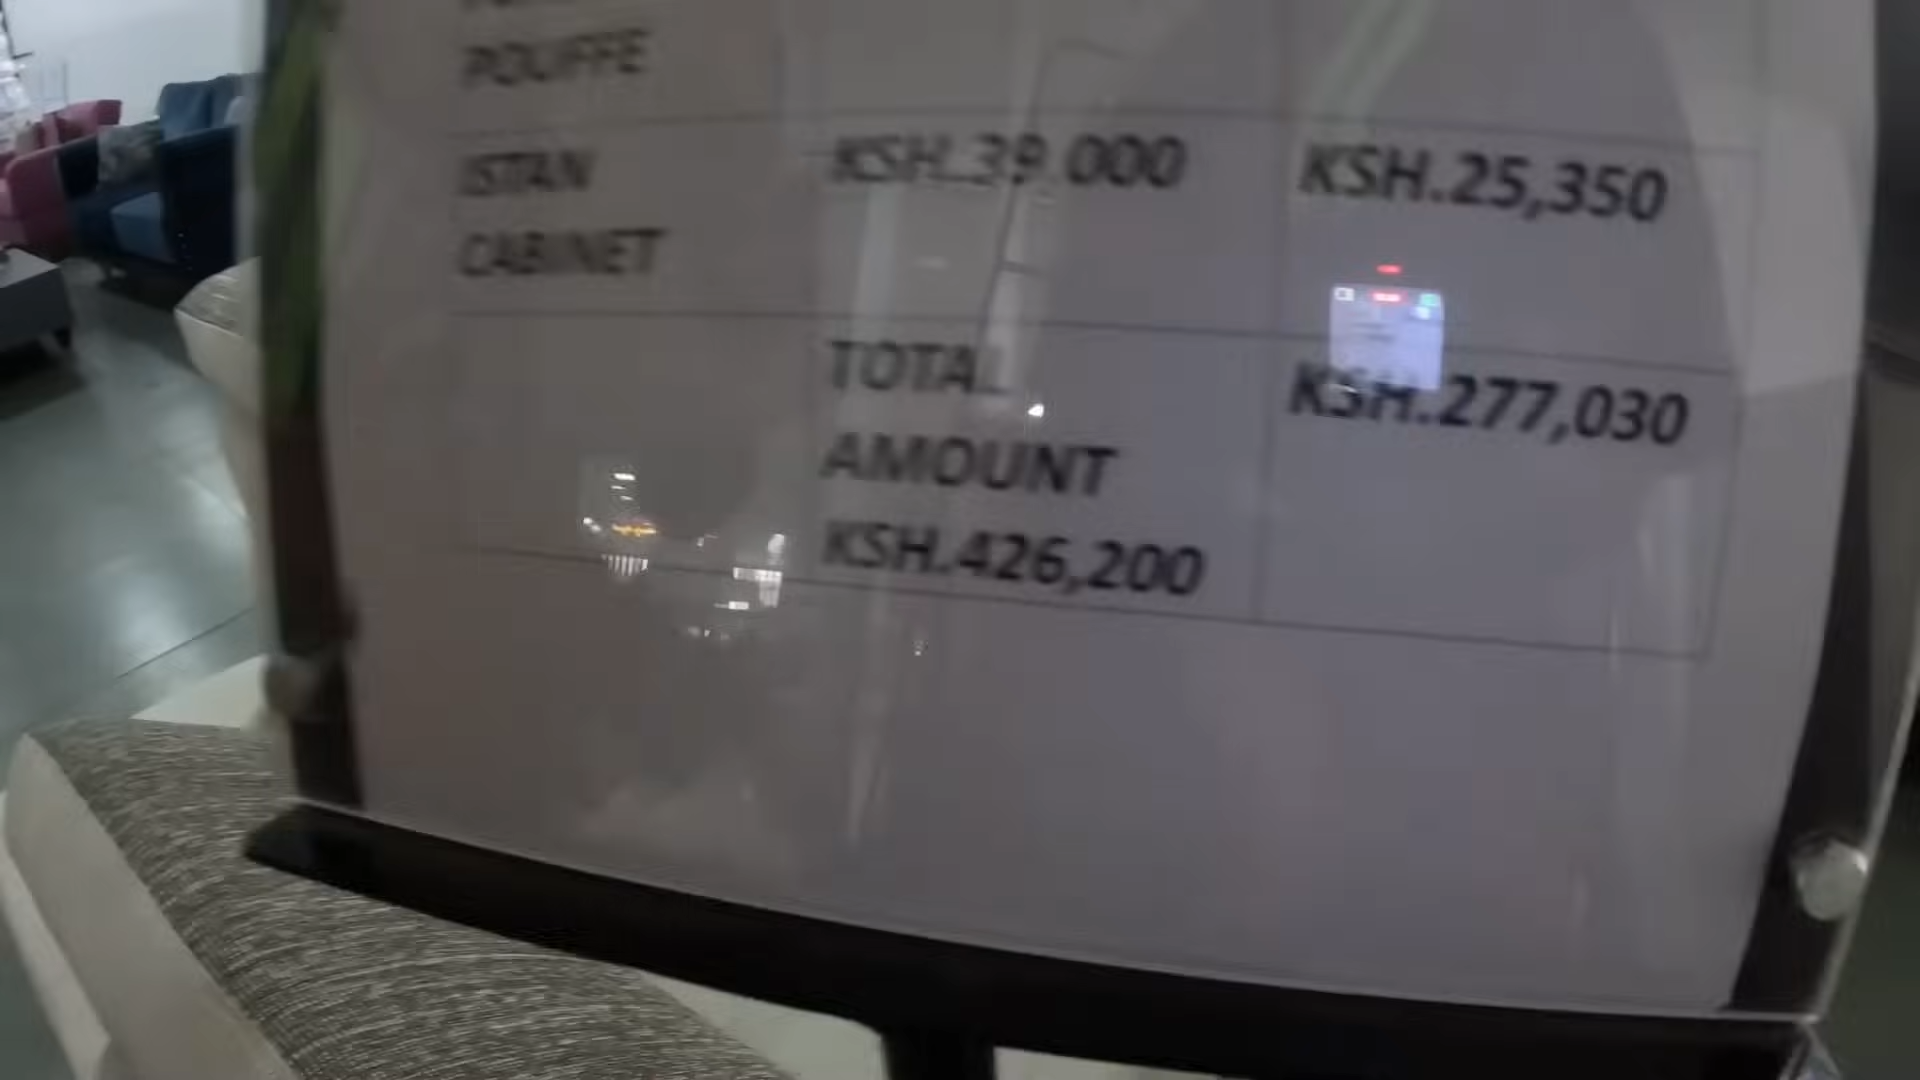 POUFFE
ISTAN
CABINET
KSH.39 000
KSH.25,350
TOTAL
AMOUNT
KSH.426,200
KSH.277,030